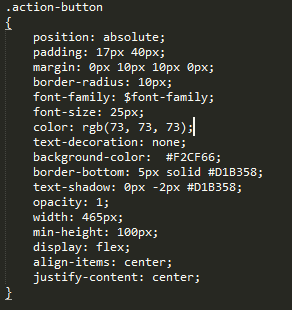 .action-button
{
position: absolute;
padding: 17px 40px;
margin: 0px 10px 10px 0px;
border-radius: 10px;
font-family: $font-family;
font-size: 25px;
color: rgb(73, 73, 73);
text-decoration: none;
background-color:  #F2CF66;
border-bottom: 5px solid #D1B358;
text-shadow: 0px -2px #D1B358;
opacity: 1;
width: 465px;
min-height: 100px;
display: flex;
align-items: center;
justify-content: center;
}